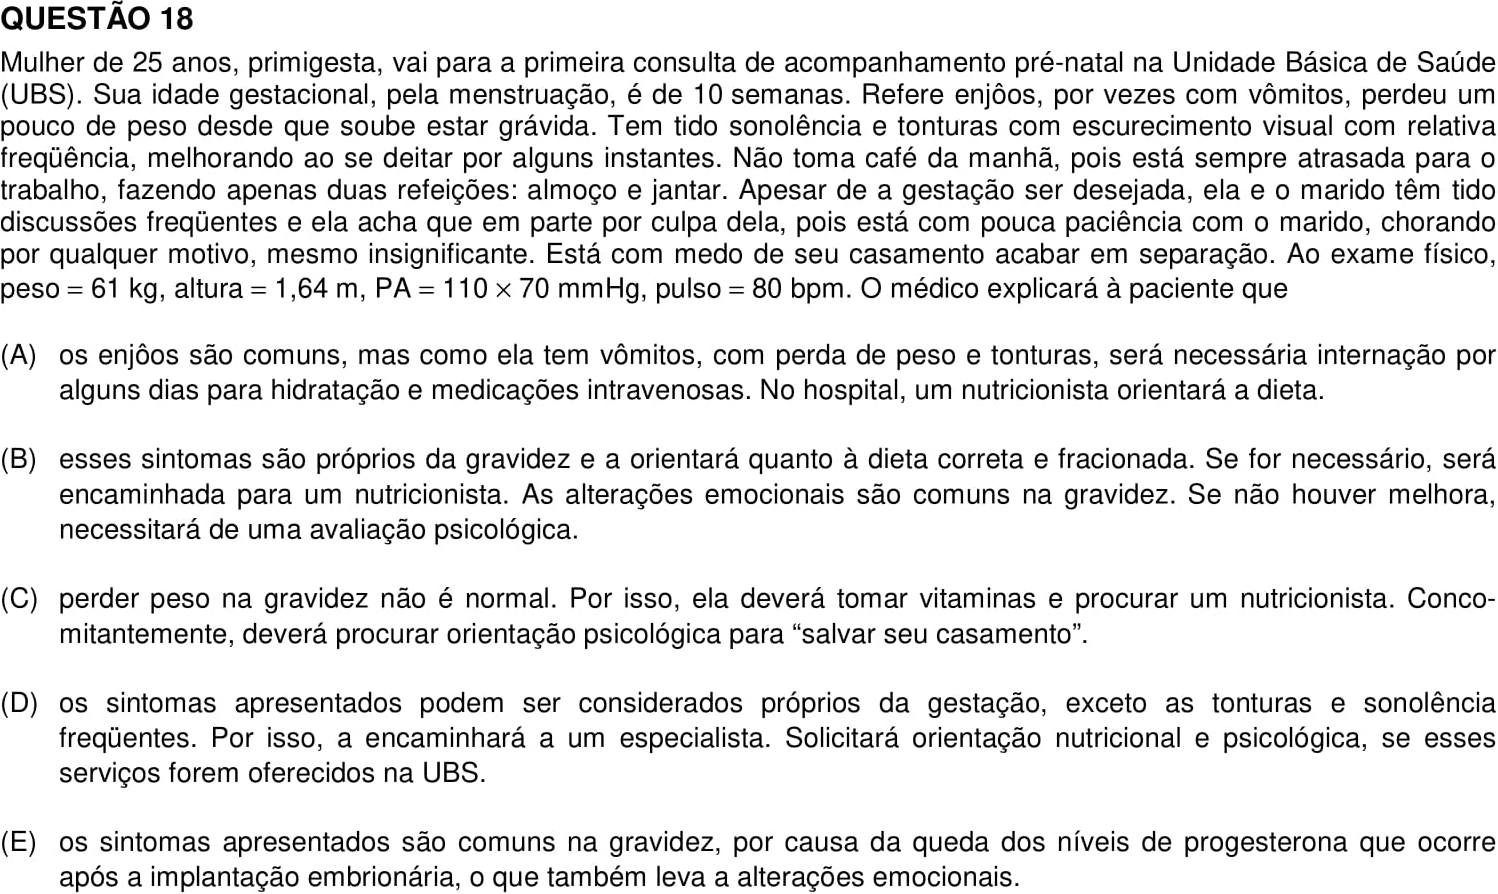 QUESTÃO 18
Mulher de 25 anos, primigesta, vai para a primeira consulta de acompanhamento pré-natal na Unidade Básica de Saúde
(UBS). Sua idade gestacional, pela menstruação, é de 10 semanas. Refere enjôos, por vezes com vômitos, perdeu um
pouco de peso desde que soube estar grávida. Tem tido sonolência e tonturas com escurecimento visual com relativa
freqüência, melhorando ao se deitar por alguns instantes. Não toma café da manhã, pois está sempre atrasada para o
trabalho, fazendo apenas duas refeições: almoço e jantar. Apesar de a gestação ser desejada, ela e o marido têm tido
discussões freqüentes e ela acha que em parte por culpa dela, pois está com pouca paciência com o marido, chorando
por qualquer motivo, mesmo insignificante. Está com medo de seu casamento acabar em separação. Ao exame físico,
peso = 61 kg, altura = 1,64 m, PA = 110 × 70 mmHg, pulso = 80 bpm. O médico explicará à paciente que
(A) os enjôos são comuns, mas como ela tem vômitos, com perda de peso e tonturas, será necessária internação por
alguns dias para hidratação e medicações intravenosas. No hospital, um nutricionista orientará a dieta.
(B) esses sintomas são próprios da gravidez e a orientará quanto à dieta correta e fracionada. Se for necessário, será
encaminhada para um nutricionista. As alterações emocionais são comuns na gravidez. Se não houver melhora,
necessitará de uma avaliação psicológica.
(C) perder peso na gravidez não é normal. Por isso, ela deverá tomar vitaminas e procurar um nutricionista. Conco-
mitantemente, deverá procurar orientação psicológica para “salvar seu casamento”.
(D) os sintomas apresentados podem ser considerados próprios da gestação, exceto as tonturas e sonolência
freqüentes. Por isso, a encaminhará a um especialista. Solicitará orientação nutricional e psicológica, se esses
serviços forem oferecidos na UBS.
(E) os sintomas apresentados são comuns na gravidez, por causa da queda dos níveis de progesterona que ocorre
após a implantação embrionária, o que também leva a alterações emocionais.